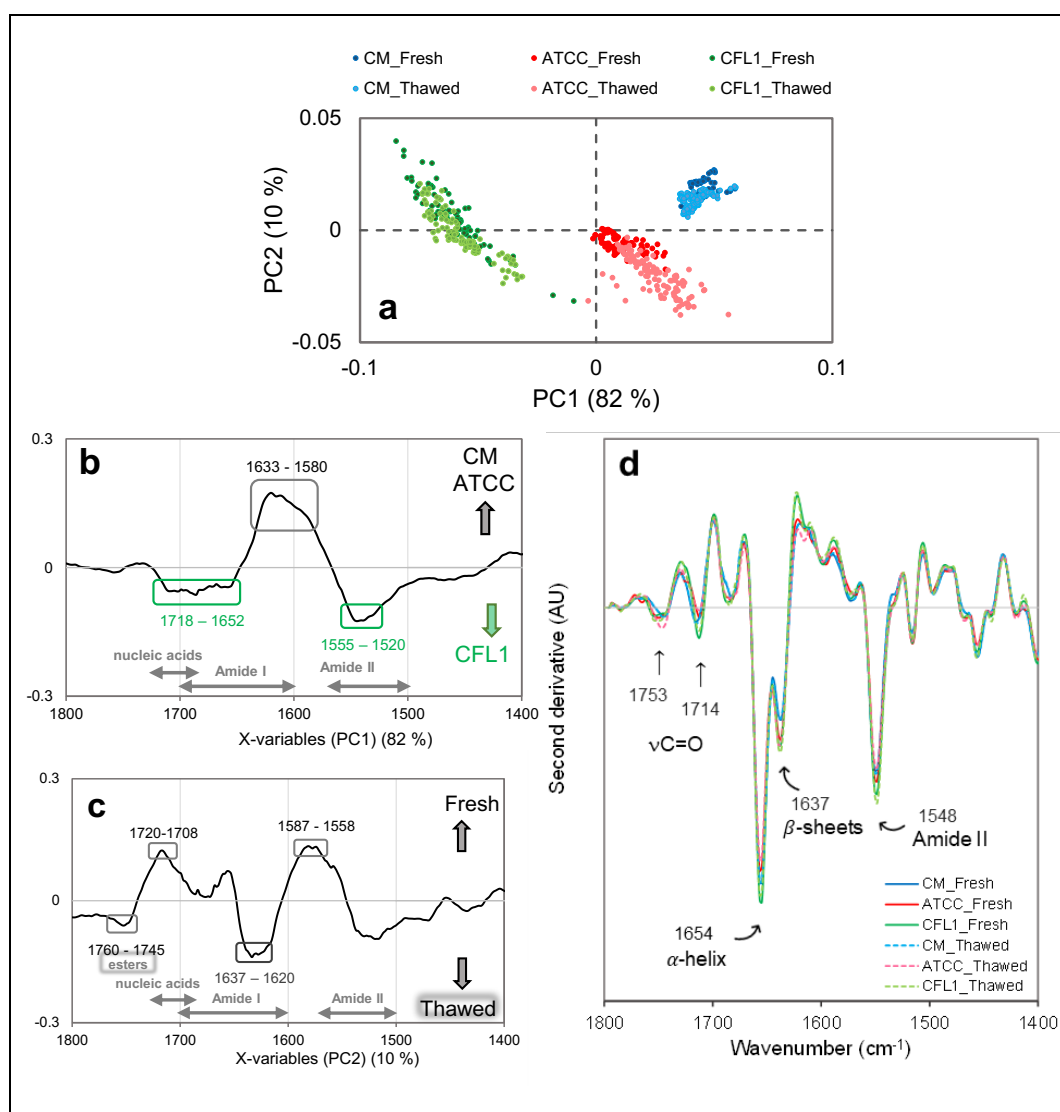 CM_Fresh ATCC_Fresh CFL1_Fresh
CM_Thawed ATCC_Thawed CFL1_Thawed
0.05
PC2 (10 %)
0
a
-0.05
-0.1 0 0.1
PC1 (82 %)
0.3
b
1633 - 1580
CM
ATCC
0
1718 – 1652
1555 – 1520
CFL1
nucleic acids
Amide I
Amide II
-0.3
1800 1700 1600 1500 1400
X-variables (PC1) (82 %)
0.3
c
Fresh
1720-1708
1587 - 1558
0
1760 - 1745
esters
1637 – 1620
nucleic acids
Amide I
Amide II
Thawed
-0.3
1800 1700 1600 1500 1400
X-variables (PC2) (10 %)
d
Second derivative (AU)
1753
1714
νC=O
1637
β-sheets
1548
Amide II
1654
α-helix
CM_Fresh
ATCC_Fresh
CFL1_Fresh
CM_Thawed
ATCC_Thawed
CFL1_Thawed
1800 1700 1600 1500 1400
Wavenumber (cm⁻¹)